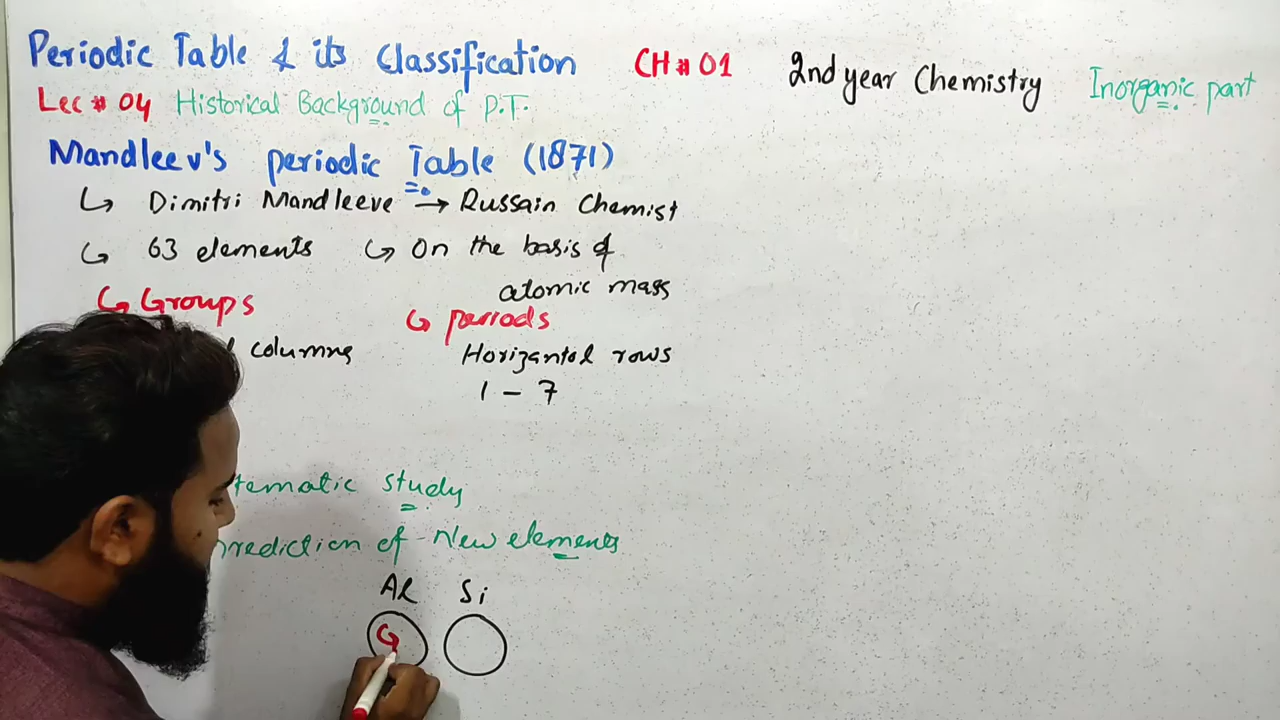 Periodic Table & its Classification CH # 01 2nd year Chemistry Inorganic part
Lec # 04 Historical Background of P.T.
Mandleev's periodic Table (1871)
↳ Dimitri Mandleeve → Russain Chemist
↳ 63 elements ↳ On the basis of
atomic mass
↳ Groups ↳ periods
columns Horizantal rows
1 – 7
tematic study
prediction of New elements
Al Si
G